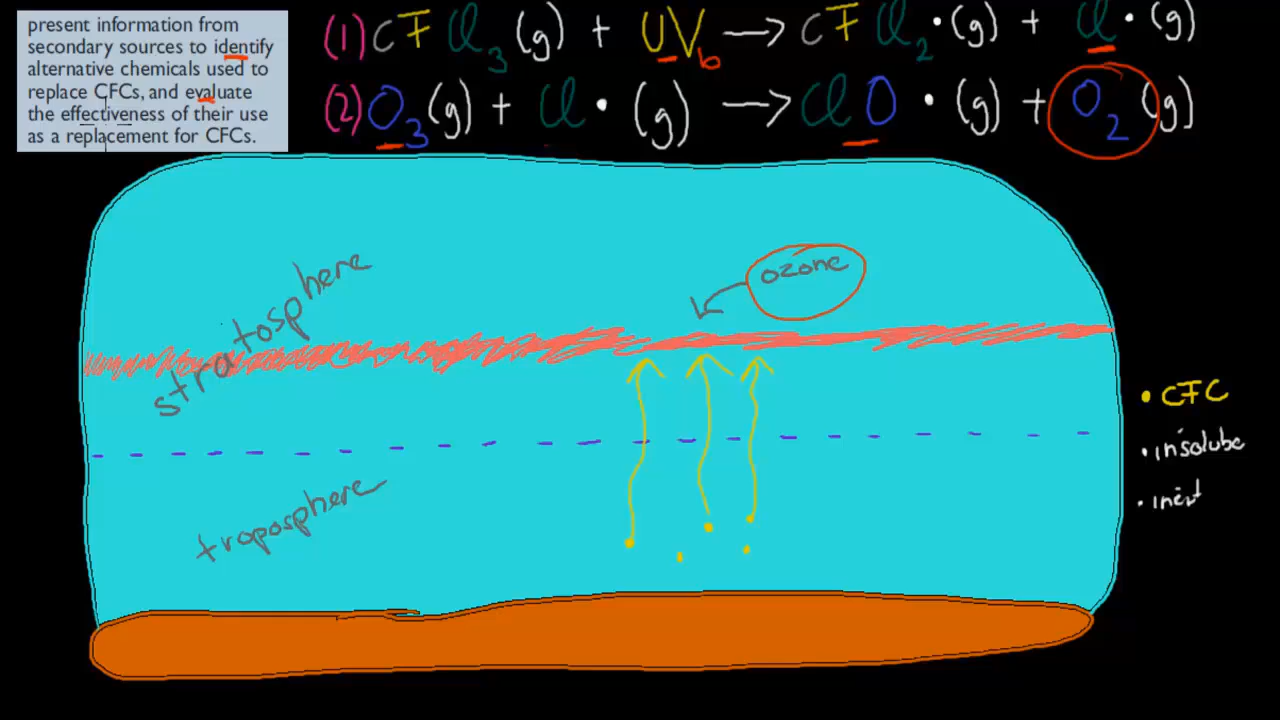 present information from
secondary sources to identify
alternative chemicals used to
replace CFCs, and evaluate
the effectiveness of their use
as a replacement for CFCs.
(1) CFCl₃ (g) + UVb → CFCl₂• (g) + Cl• (g)
(2) O₃(g) + Cl• (g) → ClO• (g) + O₂ (g)
ozone
stratosphere
troposphere
• CFC
• insolube
• inert